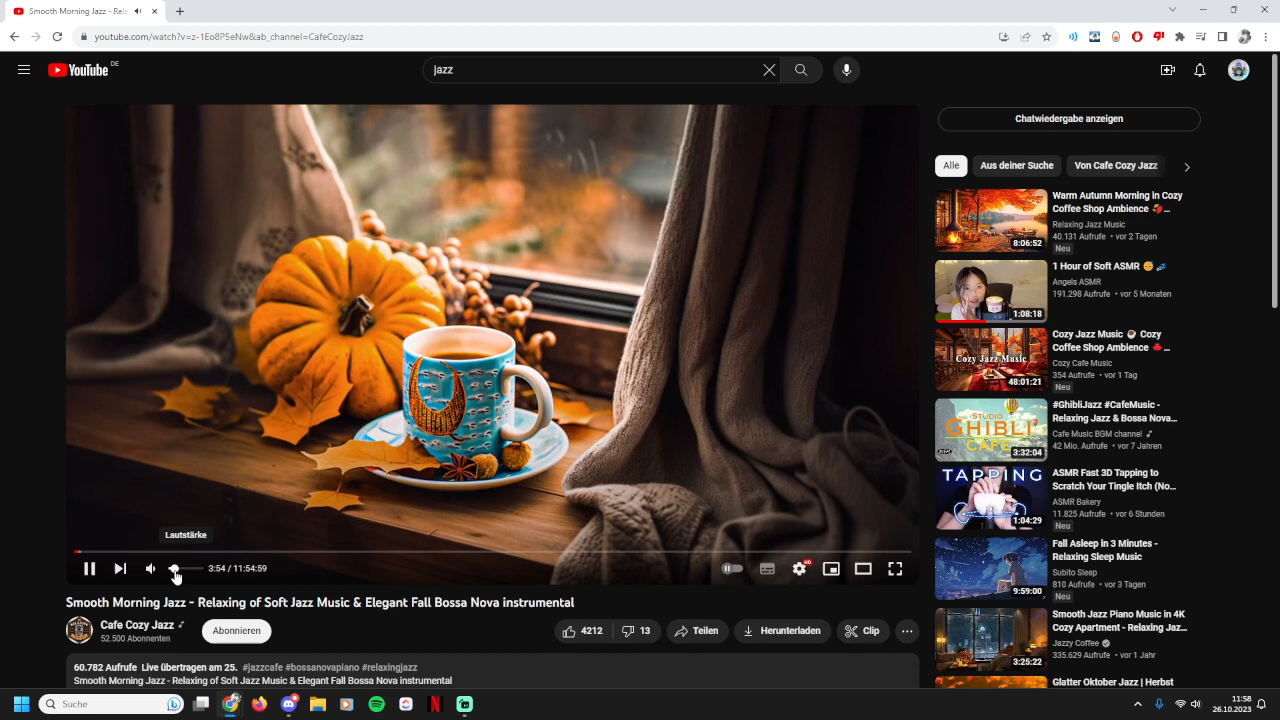 Smooth Morning Jazz - Rela
youtube.com/watch?v=z-1Eo8P5eNw&ab_channel=CafeCozyJazz
YouTube DE
jazz
Lautstärke
3:54 / 11:54:59
HD
Smooth Morning Jazz - Relaxing of Soft Jazz Music & Elegant Fall Bossa Nova instrumental
Cafe Cozy Jazz
52.500 Abonnenten
Abonnieren
4212
13
Teilen
Herunterladen
Clip
60.782 Aufrufe Live übertragen am 25. #jazzcafe #bossanovapiano #relaxingjazz
Smooth Morning Jazz - Relaxing of Soft Jazz Music & Elegant Fall Bossa Nova instrumental
Chatwiedergabe anzeigen
Alle
Aus deiner Suche
Von Cafe Cozy Jazz
8:06:52
Warm Autumn Morning in Cozy
Coffee Shop Ambience 🍂...
Relaxing Jazz Music
40.131 Aufrufe • vor 2 Tagen
Neu
1:08:18
1 Hour of Soft ASMR 😴 💤
Angels ASMR
191.298 Aufrufe • vor 5 Monaten
Cozy Jazz Music
48:01:21
Cozy Jazz Music ☕ Cozy
Coffee Shop Ambience 🍁...
Cozy Cafe Music
354 Aufrufe • vor 1 Tag
Neu
STUDIO
GHIBLI
CAFE
3:32:04
#GhibliJazz #CafeMusic -
Relaxing Jazz & Bossa Nova...
Cafe Music BGM channel
42 Mio. Aufrufe • vor 7 Jahren
TAPPING
1:04:29
ASMR Fast 3D Tapping to
Scratch Your Tingle Itch (No...
ASMR Bakery
11.825 Aufrufe • vor 6 Stunden
Neu
9:59:00
Fall Asleep in 3 Minutes -
Relaxing Sleep Music
Subito Sleep
810 Aufrufe • vor 3 Tagen
Neu
3:25:22
Smooth Jazz Piano Music in 4K
Cozy Apartment - Relaxing Jaz...
Jazzy Coffee
335.629 Aufrufe • vor 1 Jahr
Glatter Oktober Jazz | Herbst
Suche
11:58
26.10.2023